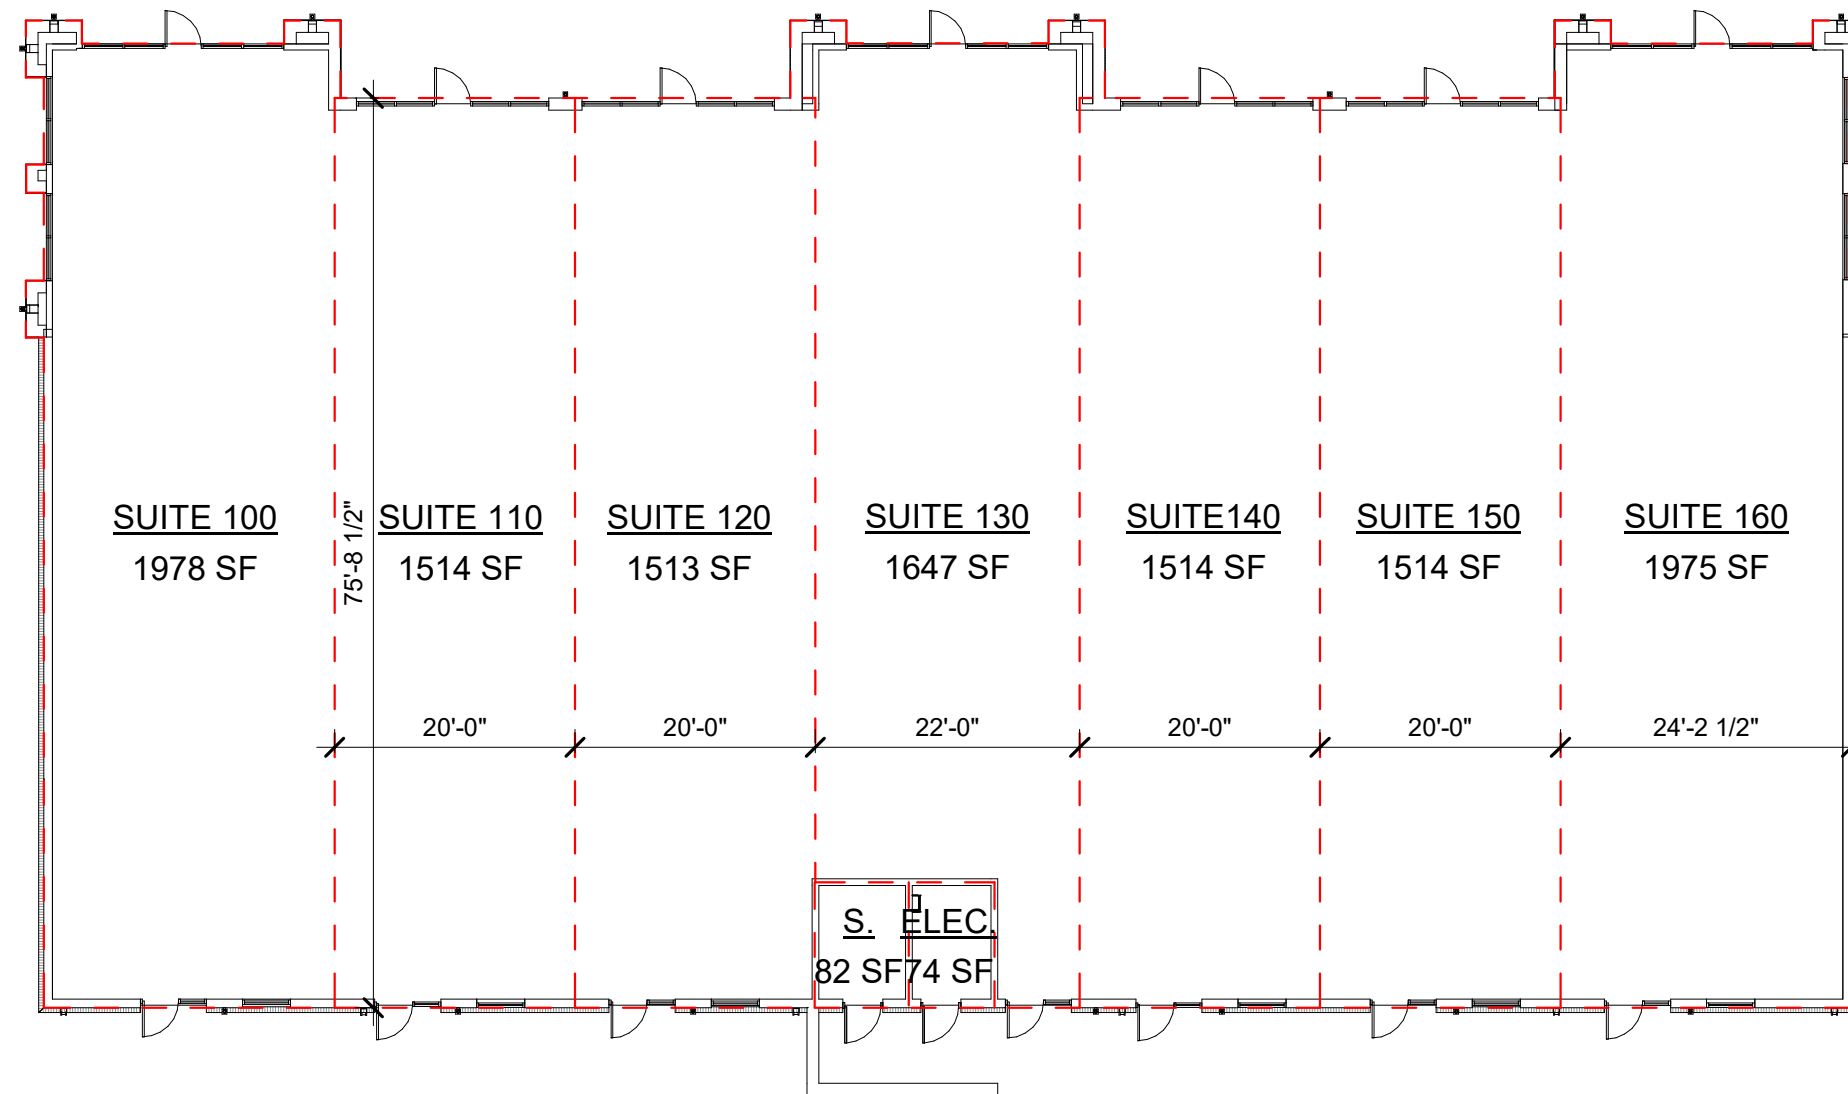 SUITE 100
1978 SF
75'-8 1/2"
SUITE 110
1514 SF
SUITE 120
1513 SF
SUITE 130
1647 SF
SUITE140
1514 SF
SUITE 150
1514 SF
SUITE 160
1975 SF
20'-0"
20'-0"
22'-0"
20'-0"
20'-0"
24'-2 1/2"
S.
82 SF
ELEC.
74 SF